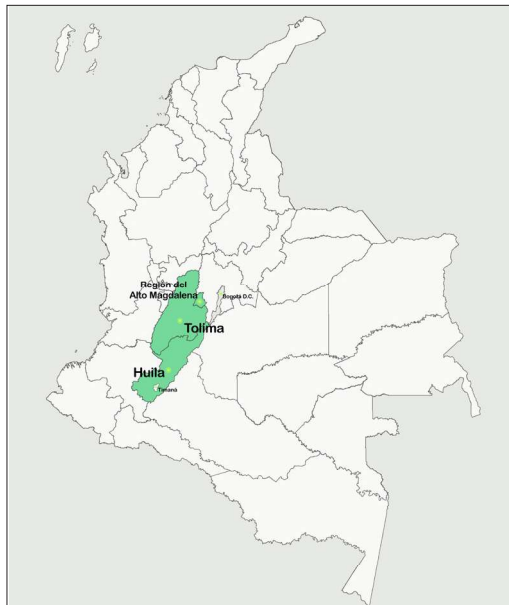 Región del
Alto Magdalena
Bogotá D.C.
Tolima
Huila
Timaná